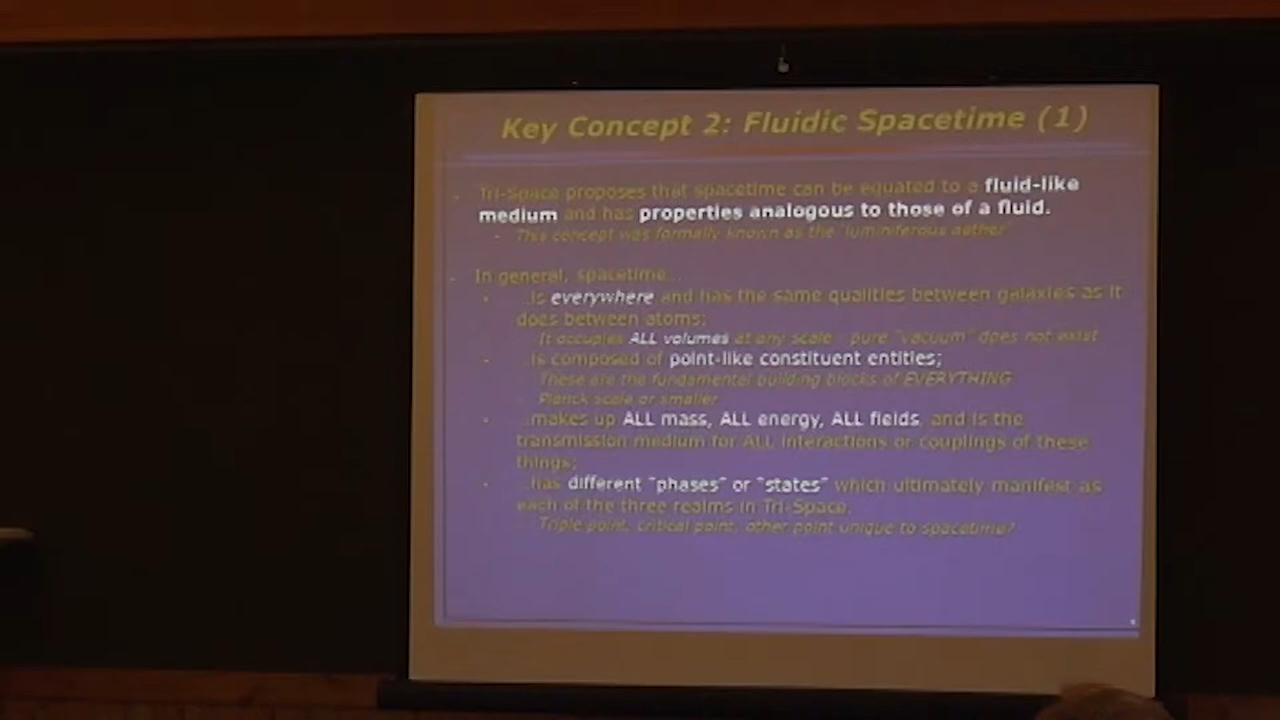 Key Concept 2: Fluidic Spacetime (1)
Tri-Space proposes that spacetime can be equated to a fluid-like
medium and has properties analogous to those of a fluid.
- This concept was formally known as the "luminiferous aether"
In general, spacetime...
...is everywhere and has the same qualities between galaxies as it
does between atoms;
It occupies ALL volumes at any scale - pure "vacuum" does not exist
...is composed of point-like constituent entities;
These are the fundamental building blocks of EVERYTHING
Planck scale or smaller
...makes up ALL mass, ALL energy, ALL fields, and is the
transmission medium for ALL interactions or couplings of these
things;
...has different "phases" or "states" which ultimately manifest as
each of the three realms in Tri-Space.
Triple point, critical point, other point unique to spacetime?